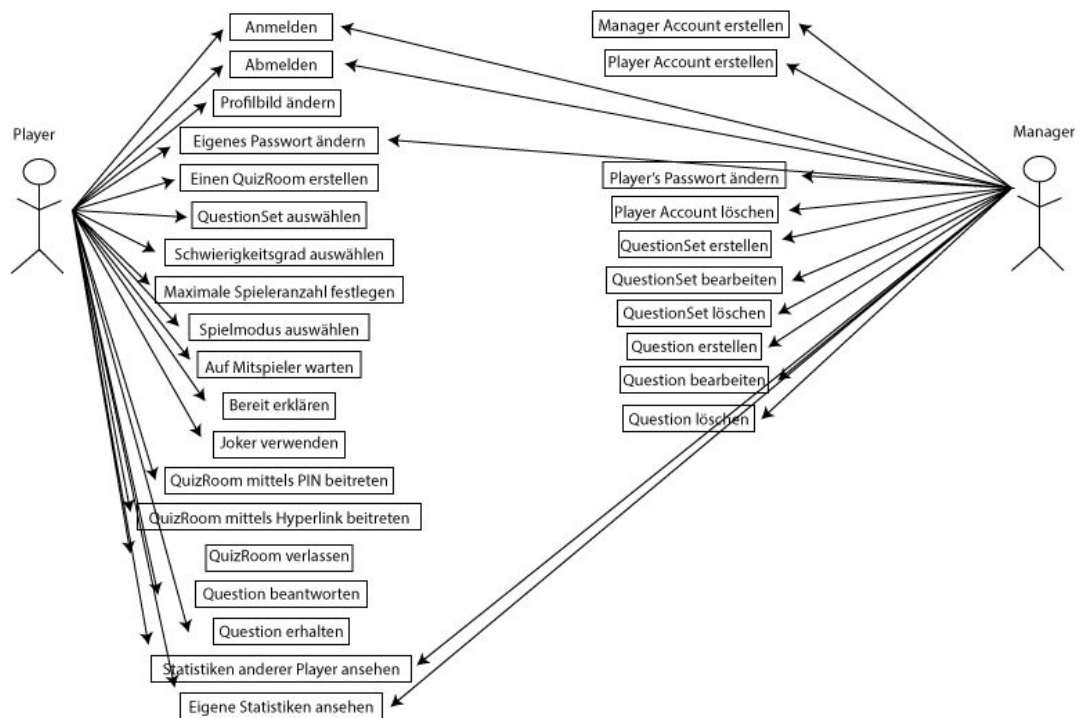 Anmelden
Abmelden
Profilbild ändern
Player
Eigenes Passwort ändern
Einen QuizRoom erstellen
QuestionSet auswählen
Schwierigkeitsgrad auswählen
Maximale Spieleranzahl festlegen
Spielmodus auswählen
Auf Mitspieler warten
Bereit erklären
Joker verwenden
QuizRoom mittels PIN beitreten
QuizRoom mittels Hyperlink beitreten
QuizRoom verlassen
Question beantworten
Question erhalten
Statistiken anderer Player ansehen
Eigene Statistiken ansehen
Manager Account erstellen
Player Account erstellen
Manager
Player's Passwort ändern
Player Account löschen
QuestionSet erstellen
QuestionSet bearbeiten
QuestionSet löschen
Question erstellen
Question bearbeiten
Question löschen